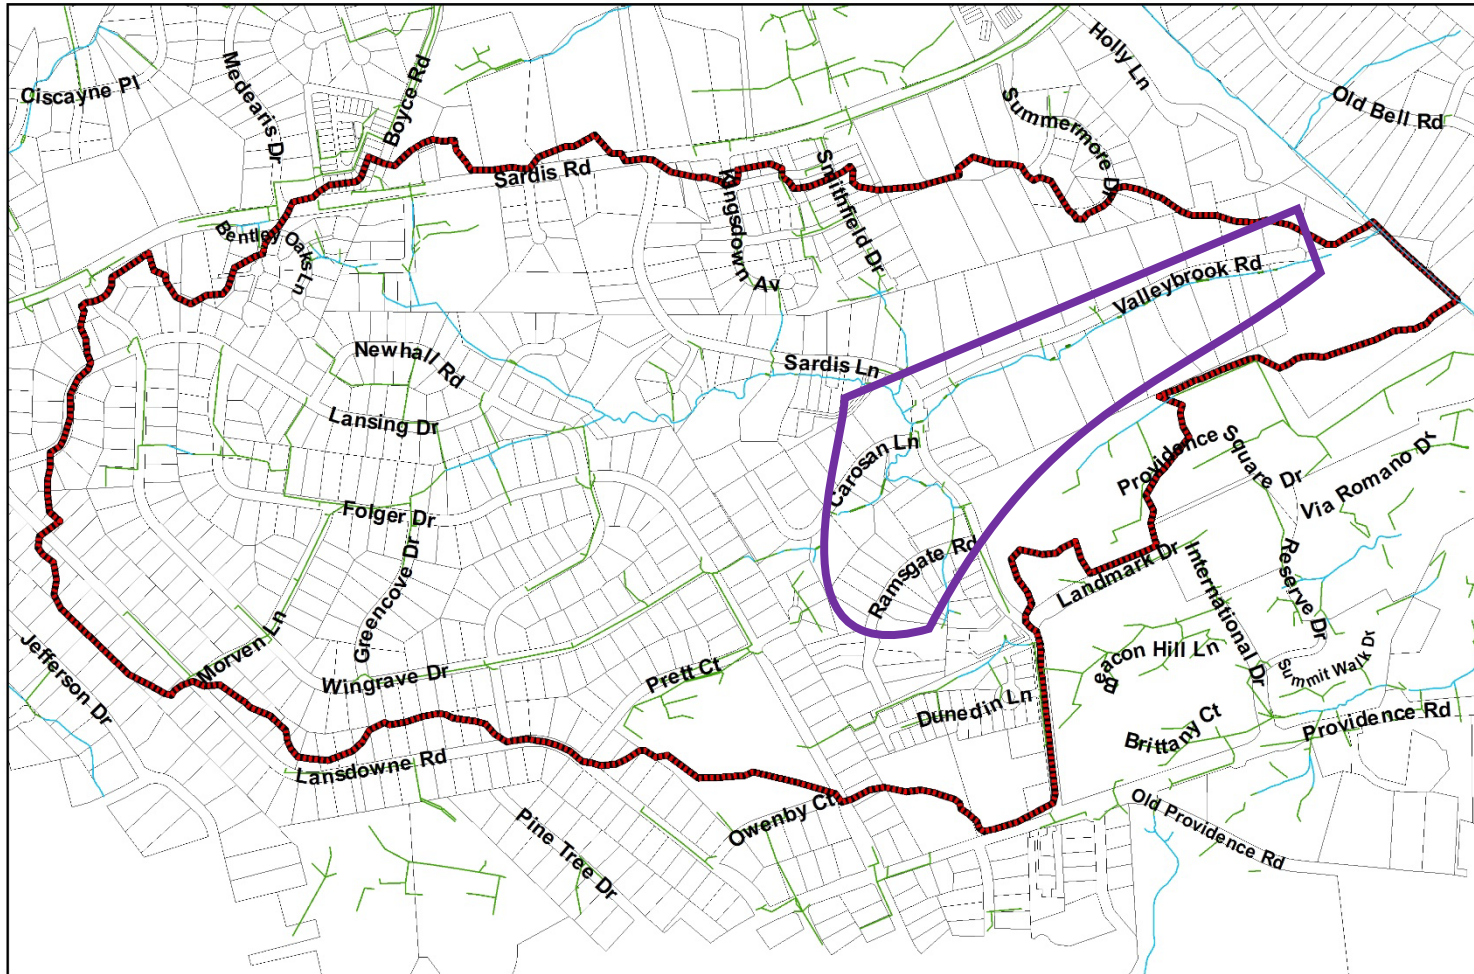 Holly Ln
Medearis Dr
Boyce Rd
Ciscayne Pl
Old Bell Rd
Summermore Dr
Sardis Rd
Kingsdown Av
Smithfield Dr
Bentley Oaks Ln
Valleybrook Rd
Newhall Rd
Sardis Ln
Lansing Dr
Carosan Ln
Providence Square Dr
Via Romano Dr
Folger Dr
Greencove Dr
Ramsgate Rd
Landmark Dr
International Dr
Reserve Dr
Morven Ln
Jefferson Dr
Wingrave Dr
Prett Ct
Beacon Hill Ln
Summit Walk Dr
Dunedin Ln
Brittany Ct
Providence Rd
Lansdowne Rd
Owenby Ct
Pine Tree Dr
Old Providence Rd